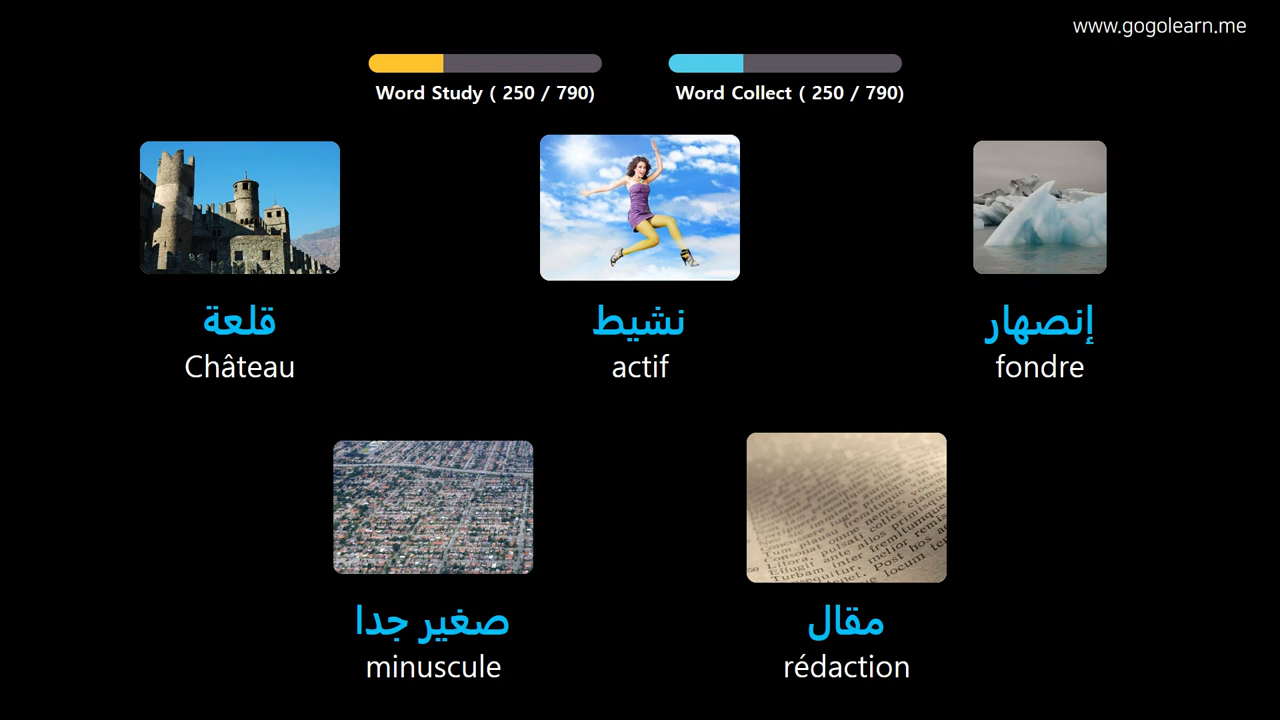 www.gogolearn.me
Word Study ( 250 / 790)
Word Collect ( 250 / 790)
قلعة
Château
نشيط
actif
إنصهار
fondre
صغير جدا
minuscule
مقال
rédaction